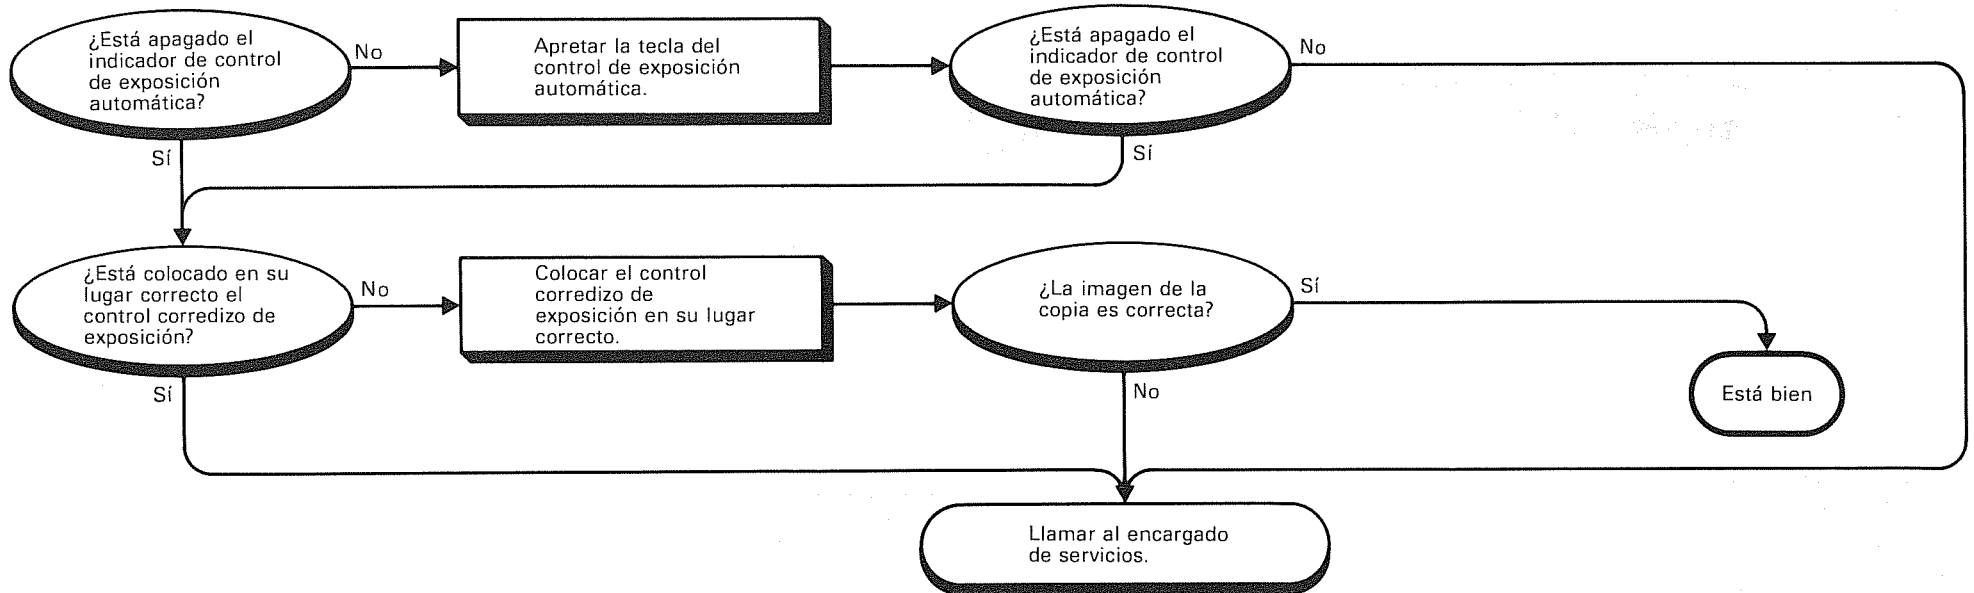 ¿Está apagado el
indicador de control
de exposición
automática?
No
Apretar la tecla del
control de exposición
automática.
¿Está apagado el
indicador de control
de exposición
automática?
No
Sí
Sí
¿Está colocado en su
lugar correcto el
control corredizo de
exposición?
No
Colocar el control
corredizo de
exposición en su lugar
correcto.
¿La imagen de la
copia es correcta?
Sí
Está bien
Sí
No
Llamar al encargado
de servicios.